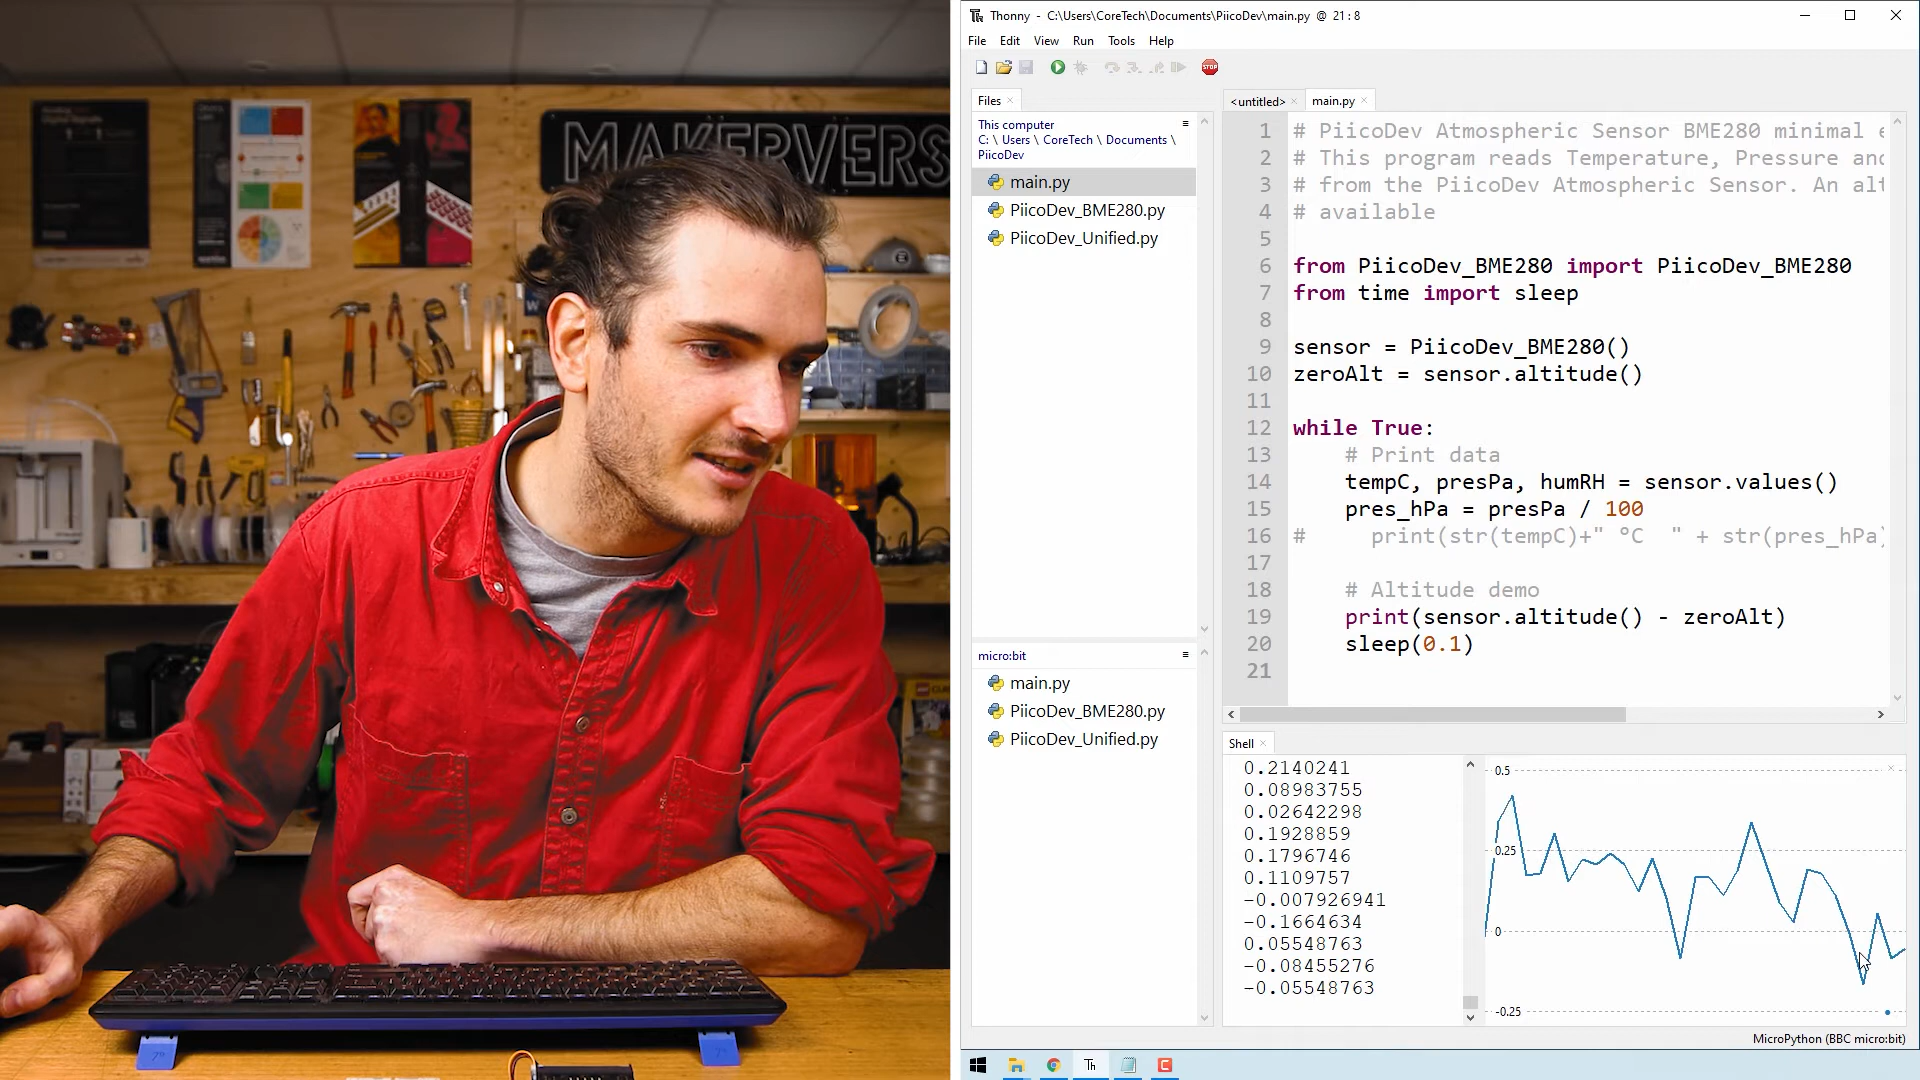 MAKERVERS
7"
7"
Thonny - C:\Users\CoreTech\Documents\PiicoDev\main.py @ 21 : 8
File Edit View Run Tools Help
STOP
Files
This computer
C: \ Users \ CoreTech \ Documents \
PiicoDev
main.py
PiicoDev_BME280.py
PiicoDev_Unified.py
micro:bit
main.py
PiicoDev_BME280.py
PiicoDev_Unified.py
<untitled> main.py
1 # PiicoDev Atmospheric Sensor BME280 minimal e
2 # This program reads Temperature, Pressure and
3 # from the PiicoDev Atmospheric Sensor. An alt
4 # available
5
6 from PiicoDev_BME280 import PiicoDev_BME280
7 from time import sleep
8
9 sensor = PiicoDev_BME280()
10 zeroAlt = sensor.altitude()
11
12 while True:
13 # Print data
14 tempC, presPa, humRH = sensor.values()
15 pres_hPa = presPa / 100
16 # print(str(tempC)+" °C " + str(pres_hPa)
17
18 # Altitude demo
19 print(sensor.altitude() - zeroAlt)
20 sleep(0.1)
21
Shell
0.2140241
0.08983755
0.02642298
0.1928859
0.1796746
0.1109757
-0.007926941
-0.1664634
0.05548763
-0.08455276
-0.05548763
0.5
0.25
0
-0.25
MicroPython (BBC micro:bit)
Th